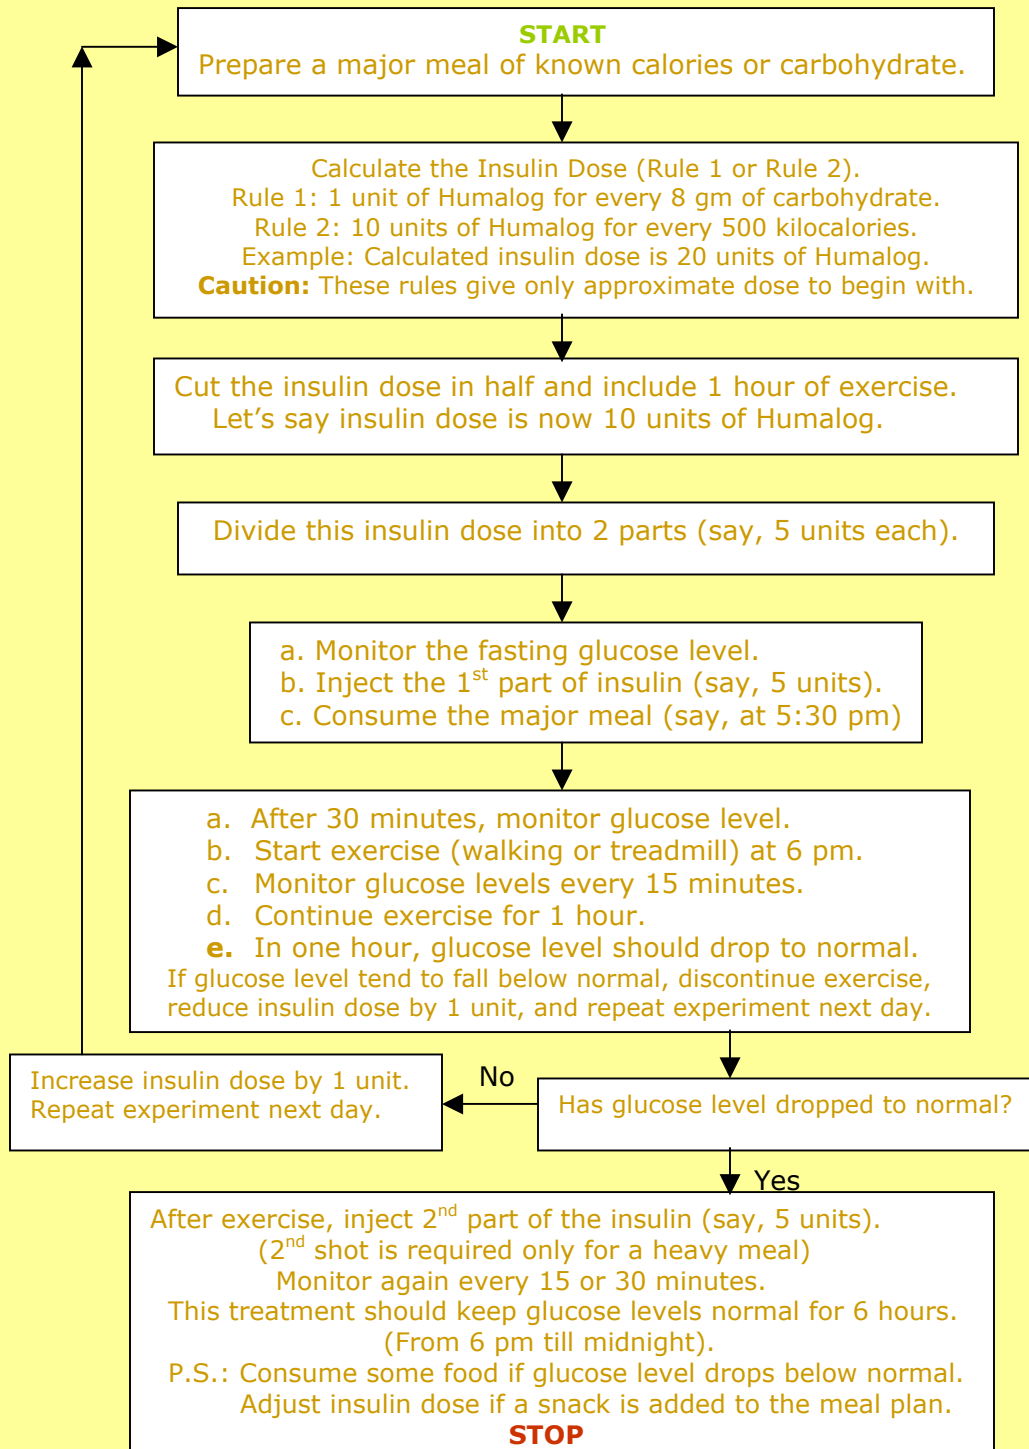 START
Prepare a major meal of known calories or carbohydrate.
Calculate the Insulin Dose (Rule 1 or Rule 2).
Rule 1: 1 unit of Humalog for every 8 gm of carbohydrate.
Rule 2: 10 units of Humalog for every 500 kilocalories.
Example: Calculated insulin dose is 20 units of Humalog.
Caution: These rules give only approximate dose to begin with.
Cut the insulin dose in half and include 1 hour of exercise.
Let's say insulin dose is now 10 units of Humalog.
Divide this insulin dose into 2 parts (say, 5 units each).
a. Monitor the fasting glucose level.
b. Inject the 1st part of insulin (say, 5 units).
c. Consume the major meal (say, at 5:30 pm)
a. After 30 minutes, monitor glucose level.
b. Start exercise (walking or treadmill) at 6 pm.
c. Monitor glucose levels every 15 minutes.
d. Continue exercise for 1 hour.
e. In one hour, glucose level should drop to normal.
If glucose level tend to fall below normal, discontinue exercise,
reduce insulin dose by 1 unit, and repeat experiment next day.
Has glucose level dropped to normal?
No
Increase insulin dose by 1 unit.
Repeat experiment next day.
Yes
After exercise, inject 2nd part of the insulin (say, 5 units).
(2nd shot is required only for a heavy meal)
Monitor again every 15 or 30 minutes.
This treatment should keep glucose levels normal for 6 hours.
(From 6 pm till midnight).
P.S.: Consume some food if glucose level drops below normal.
Adjust insulin dose if a snack is added to the meal plan.
STOP